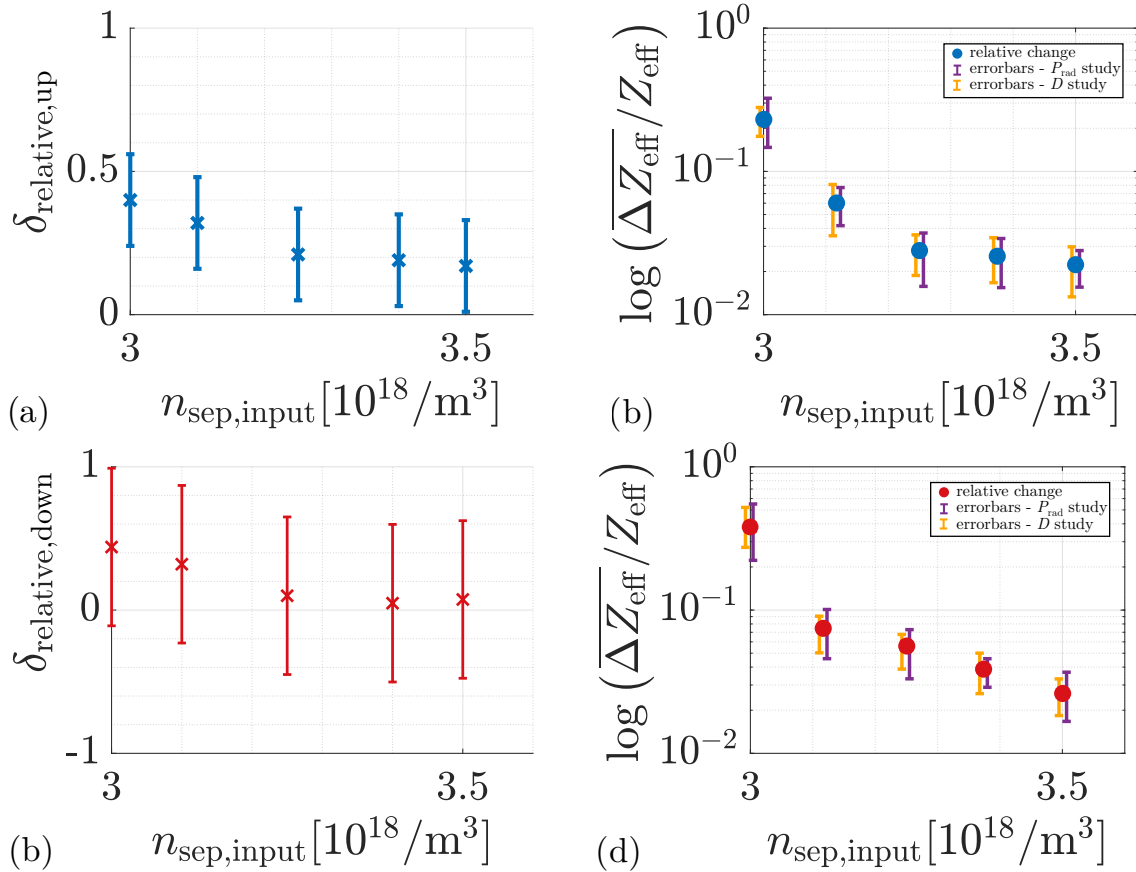 1
0.5
0
3
3.5
δrelative,up
nsep,input[10^18/m^3]
(a)
10^0
10^-1
10^-2
3
3.5
log (ΔZeff/Zeff)
relative change
errorbars - Prad study
errorbars - D study
nsep,input[10^18/m^3]
(b)
1
0
-1
3
3.5
δrelative,down
nsep,input[10^18/m^3]
(b)
10^0
10^-1
10^-2
3
3.5
log (ΔZeff/Zeff)
relative change
errorbars - Prad study
errorbars - D study
nsep,input[10^18/m^3]
(d)